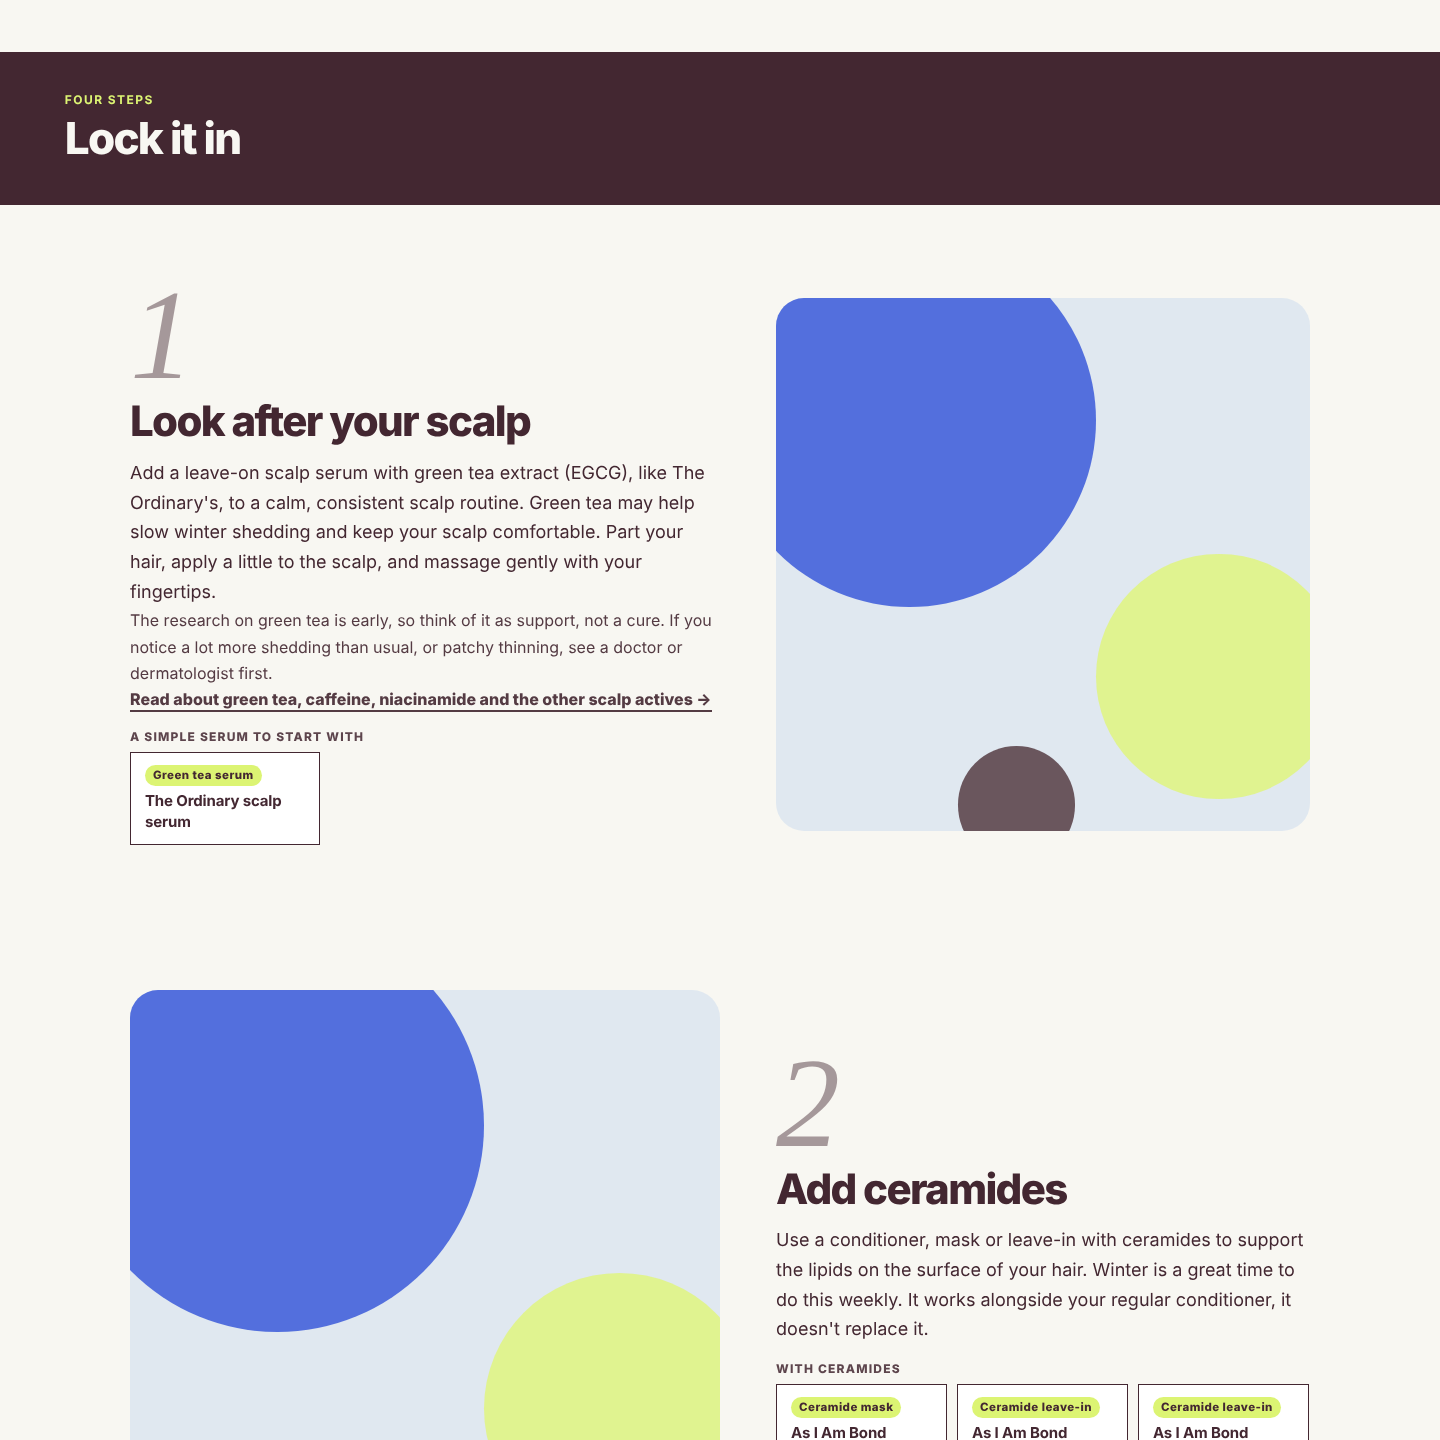 FOUR STEPS
Lock it in
1
Look after your scalp
Add a leave-on scalp serum with green tea extract (EGCG), like The
Ordinary's, to a calm, consistent scalp routine. Green tea may help
slow winter shedding and keep your scalp comfortable. Part your
hair, apply a little to the scalp, and massage gently with your
fingertips.
The research on green tea is early, so think of it as support, not a cure. If you
notice a lot more shedding than usual, or patchy thinning, see a doctor or
dermatologist first.
Read about green tea, caffeine, niacinamide and the other scalp actives →
A SIMPLE SERUM TO START WITH
Green tea serum
The Ordinary scalp
serum
2
Add ceramides
Use a conditioner, mask or leave-in with ceramides to support
the lipids on the surface of your hair. Winter is a great time to
do this weekly. It works alongside your regular conditioner, it
doesn't replace it.
WITH CERAMIDES
Ceramide mask
As I Am Bond
Ceramide leave-in
As I Am Bond
Ceramide leave-in
As I Am Bond